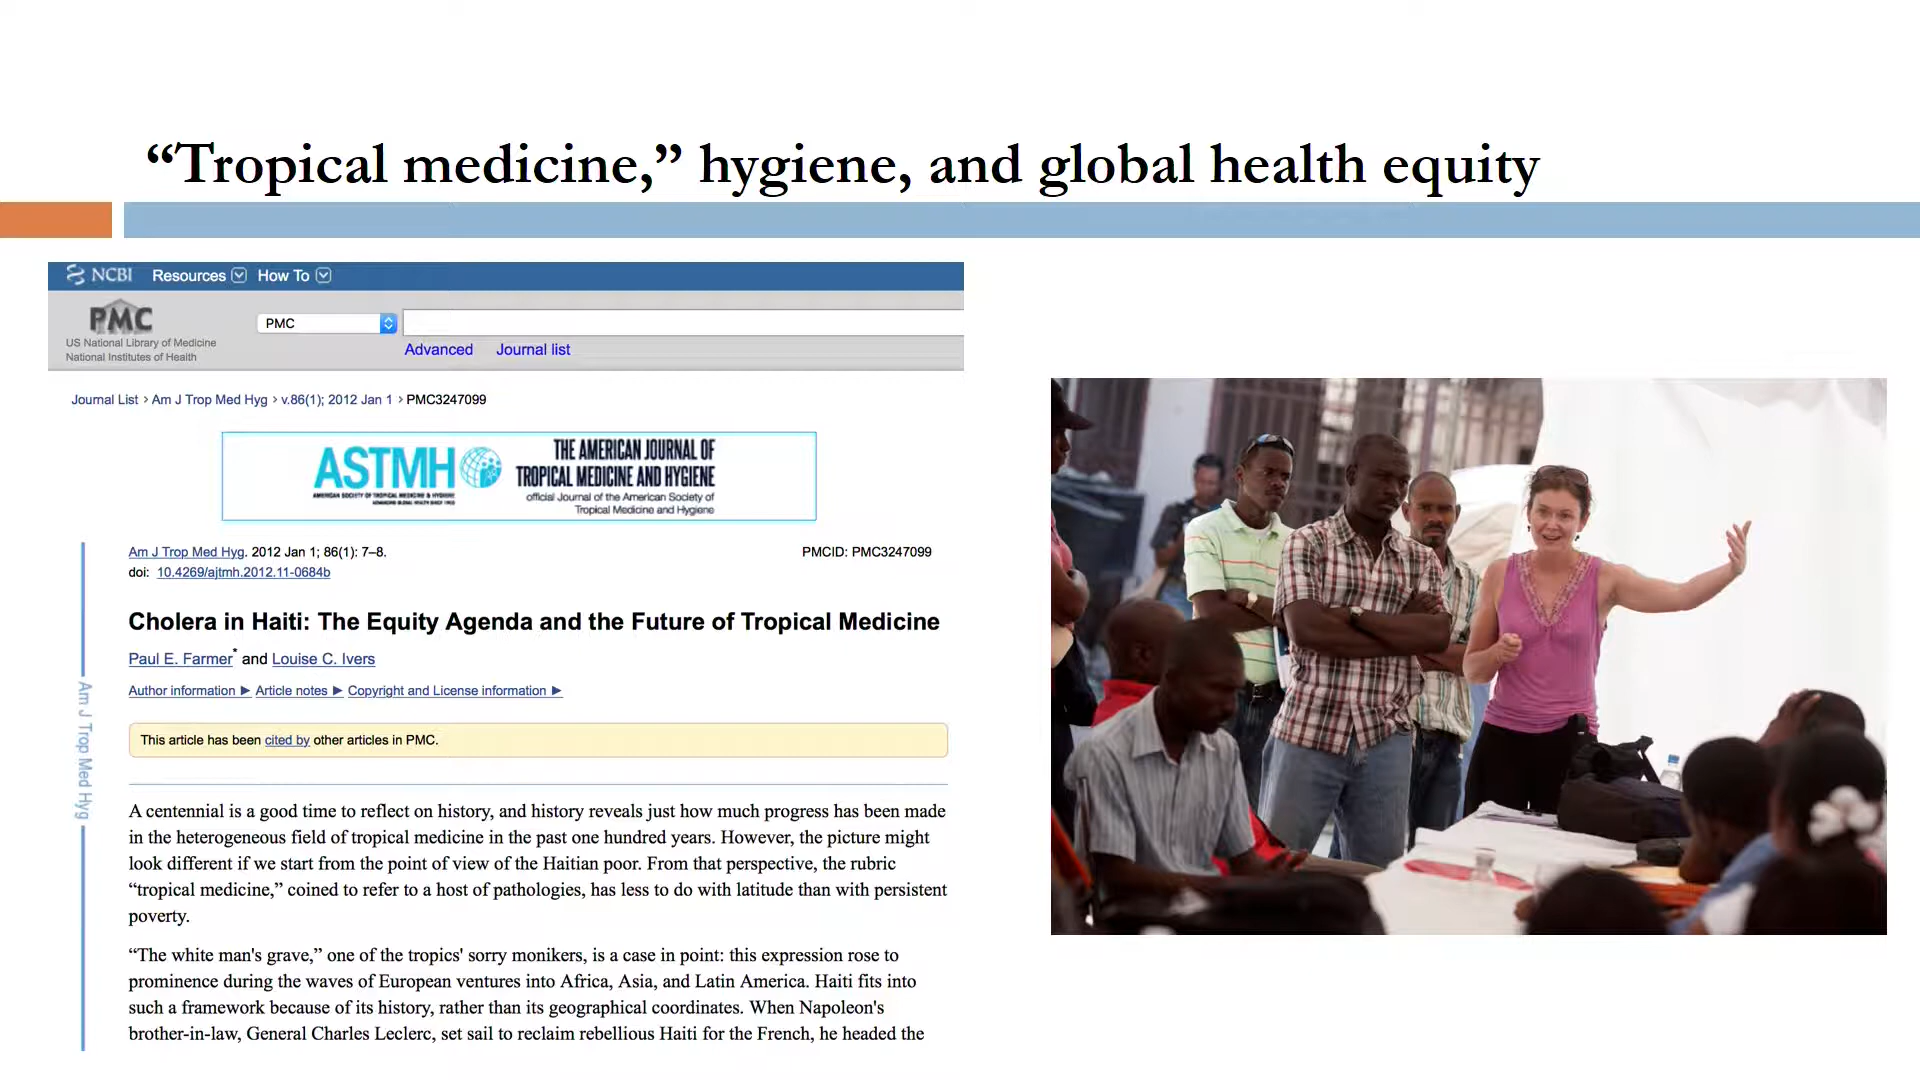 “Tropical medicine,” hygiene, and global health equity
NCBI Resources How To
PMC
US National Library of Medicine
National Institutes of Health
PMC
Advanced Journal list
Journal List › Am J Trop Med Hyg › v.86(1); 2012 Jan 1 › PMC3247099
ASTMH
AMERICAN SOCIETY OF TROPICAL MEDICINE & HYGIENE
ADVANCING GLOBAL HEALTH SINCE 1903
THE AMERICAN JOURNAL OF
TROPICAL MEDICINE AND HYGIENE
official Journal of the American Society of
Tropical Medicine and Hygiene
Am J Trop Med Hyg. 2012 Jan 1; 86(1): 7–8.
PMCID: PMC3247099
doi: 10.4269/ajtmh.2012.11-0684b
Cholera in Haiti: The Equity Agenda and the Future of Tropical Medicine
Paul E. Farmer* and Louise C. Ivers
Author information ► Article notes ► Copyright and License information ►
This article has been cited by other articles in PMC.
Am J Trop Med Hyg
A centennial is a good time to reflect on history, and history reveals just how much progress has been made
in the heterogeneous field of tropical medicine in the past one hundred years. However, the picture might
look different if we start from the point of view of the Haitian poor. From that perspective, the rubric
“tropical medicine,” coined to refer to a host of pathologies, has less to do with latitude than with persistent
poverty.
“The white man's grave,” one of the tropics' sorry monikers, is a case in point: this expression rose to
prominence during the waves of European ventures into Africa, Asia, and Latin America. Haiti fits into
such a framework because of its history, rather than its geographical coordinates. When Napoleon's
brother-in-law, General Charles Leclerc, set sail to reclaim rebellious Haiti for the French, he headed the